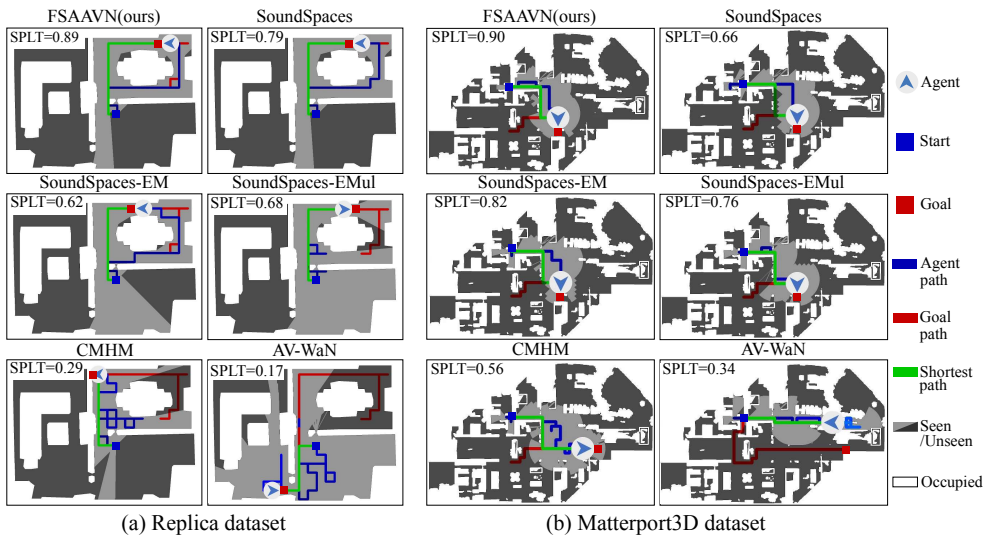 FSAAVN(ours)
SoundSpaces
FSAAVN(ours)
SoundSpaces
SPLT=0.89
SPLT=0.79
SPLT=0.90
SPLT=0.66
Agent
Start
SoundSpaces-EM
SoundSpaces-EMul
SoundSpaces-EM
SoundSpaces-EMul
SPLT=0.62
SPLT=0.68
SPLT=0.82
SPLT=0.76
Goal
Agent
path
Goal
path
CMHM
AV-WaN
CMHM
AV-WaN
SPLT=0.29
SPLT=0.17
SPLT=0.56
SPLT=0.34
Shortest
path
Seen
/Unseen
Occupied
(a) Replica dataset
(b) Matterport3D dataset